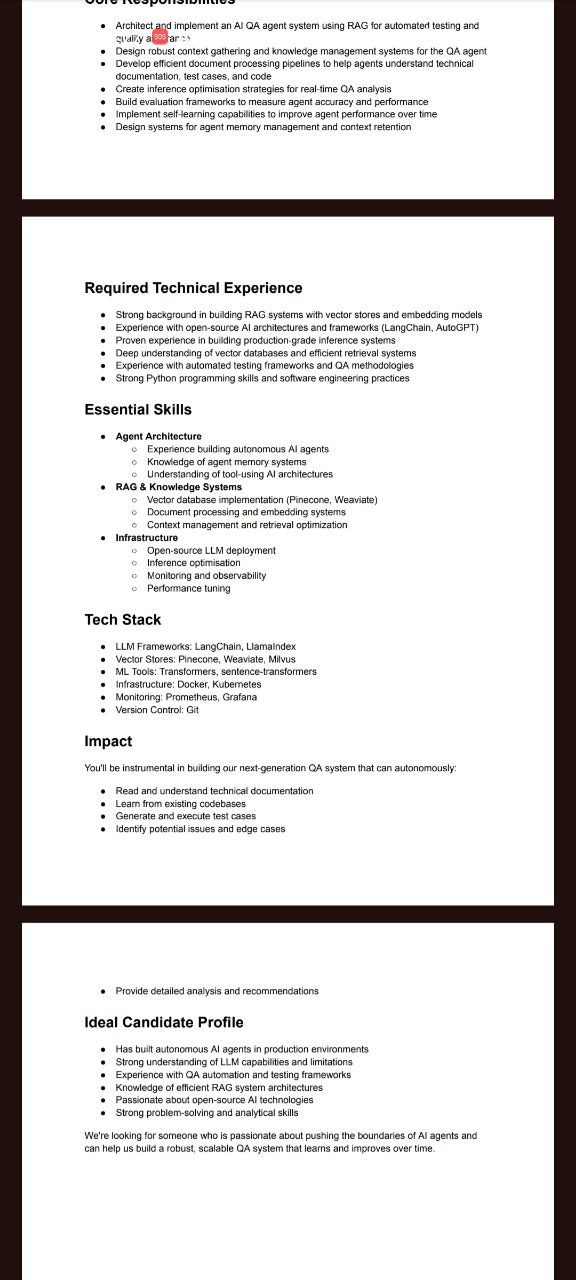 Core Responsibilities
● Architect and implement an AI QA agent system using RAG for automated testing and
quality
SOS
● Design robust context gathering and knowledge management systems for the QA agent
● Develop efficient document processing pipelines to help agents understand technical
documentation, test cases, and code
● Create inference optimisation strategies for real-time QA analysis
● Build evaluation frameworks to measure agent accuracy and performance
● Implement self-learning capabilities to improve agent performance over time
● Design systems for agent memory management and context retention
Required Technical Experience
● Strong background in building RAG systems with vector stores and embedding models
● Experience with open-source AI architectures and frameworks (LangChain, AutoGPT)
● Proven experience in building production-grade inference systems
● Deep understanding of vector databases and efficient retrieval systems
● Experience with automated testing frameworks and QA methodologies
● Strong Python programming skills and software engineering practices
Essential Skills
● Agent Architecture
○ Experience building autonomous AI agents
○ Knowledge of agent memory systems
○ Understanding of tool-using AI architectures
● RAG & Knowledge Systems
○ Vector database implementation (Pinecone, Weaviate)
○ Document processing and embedding systems
○ Context management and retrieval optimization
● Infrastructure
○ Open-source LLM deployment
○ Inference optimisation
○ Monitoring and observability
○ Performance tuning
Tech Stack
● LLM Frameworks: LangChain, LlamaIndex
● Vector Stores: Pinecone, Weaviate, Milvus
● ML Tools: Transformers, sentence-transformers
● Infrastructure: Docker, Kubernetes
● Monitoring: Prometheus, Grafana
● Version Control: Git
Impact
You'll be instrumental in building our next-generation QA system that can autonomously:
● Read and understand technical documentation
● Learn from existing codebases
● Generate and execute test cases
● Identify potential issues and edge cases
● Provide detailed analysis and recommendations
Ideal Candidate Profile
● Has built autonomous AI agents in production environments
● Strong understanding of LLM capabilities and limitations
● Experience with QA automation and testing frameworks
● Knowledge of efficient RAG system architectures
● Passionate about open-source AI technologies
● Strong problem-solving and analytical skills
We're looking for someone who is passionate about pushing the boundaries of AI agents and
can help us build a robust, scalable QA system that learns and improves over time.